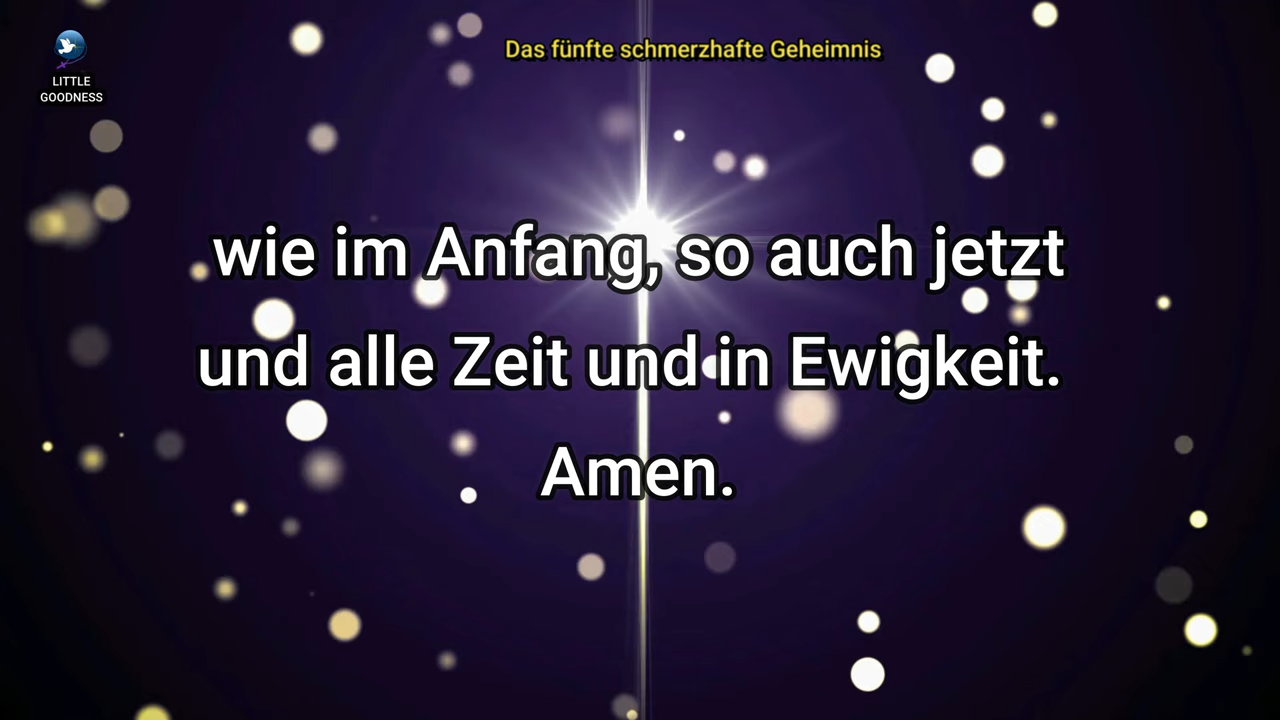 Das fünfte schmerzhafte Geheimnis
LITTLE
GOODNESS
wie im Anfang, so auch jetzt
und alle Zeit und in Ewigkeit.
Amen.